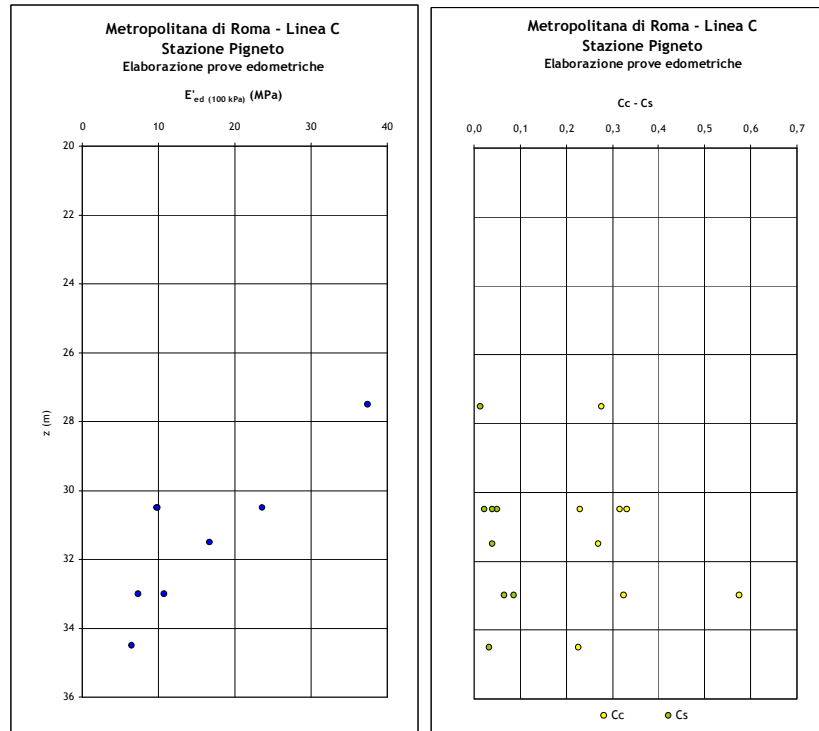 Metropolitana di Roma - Linea C
Stazione Pigneto
Elaborazione prove edometriche
E'ed (100 kPa) (MPa)
0 10 20 30 40
20
22
24
26
28
30
32
34
36
z (m)
Metropolitana di Roma - Linea C
Stazione Pigneto
Elaborazione prove edometriche
Cc - Cs
0,0 0,1 0,2 0,3 0,4 0,5 0,6 0,7
Cc Cs